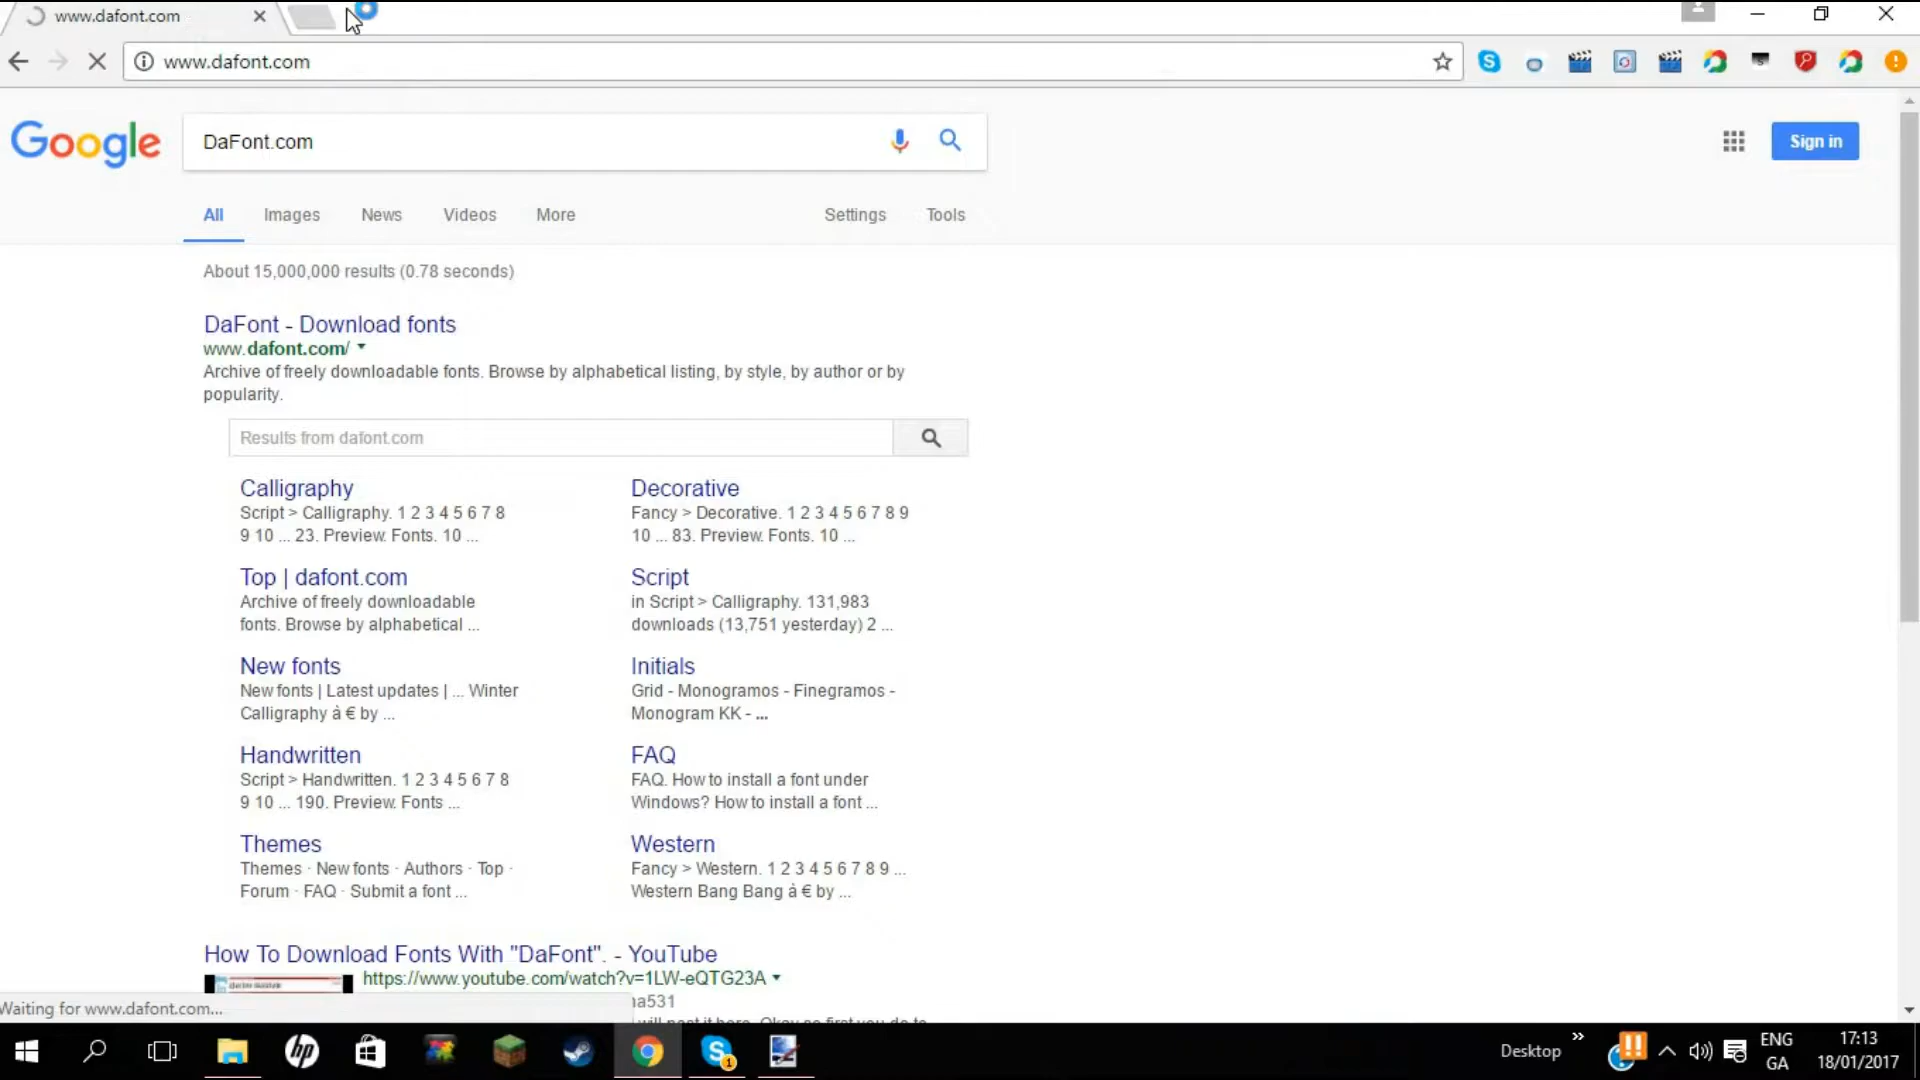 www.dafont.com
www.dafont.com
Google
DaFont.com
Sign in
All Images News Videos More Settings Tools
About 15,000,000 results (0.78 seconds)
DaFont - Download fonts
www.dafont.com/
Archive of freely downloadable fonts. Browse by alphabetical listing, by style, by author or by
popularity.
Results from dafont.com
Calligraphy
Script > Calligraphy. 1 2 3 4 5 6 7 8
9 10 ... 23. Preview. Fonts. 10 ...
Decorative
Fancy > Decorative. 1 2 3 4 5 6 7 8 9
10 ... 83. Preview. Fonts. 10 ...
Top | dafont.com
Archive of freely downloadable
fonts. Browse by alphabetical ...
Script
in Script > Calligraphy. 131,983
downloads (13,751 yesterday) 2 ...
New fonts
New fonts | Latest updates | ... Winter
Calligraphy à € by ...
Initials
Grid - Monogramos - Finegramos -
Monogram KK - ...
Handwritten
Script > Handwritten. 1 2 3 4 5 6 7 8
9 10 ... 190. Preview. Fonts ...
FAQ
FAQ. How to install a font under
Windows? How to install a font ...
Themes
Themes · New fonts · Authors · Top ·
Forum · FAQ · Submit a font ...
Western
Fancy > Western. 1 2 3 4 5 6 7 8 9 ...
Western Bang Bang à € by ...
How To Download Fonts With "DaFont". - YouTube
https://www.youtube.com/watch?v=1LW-eQTG23A
Waiting for www.dafont.com...
na531
Desktop
ENG
GA
17:13
18/01/2017